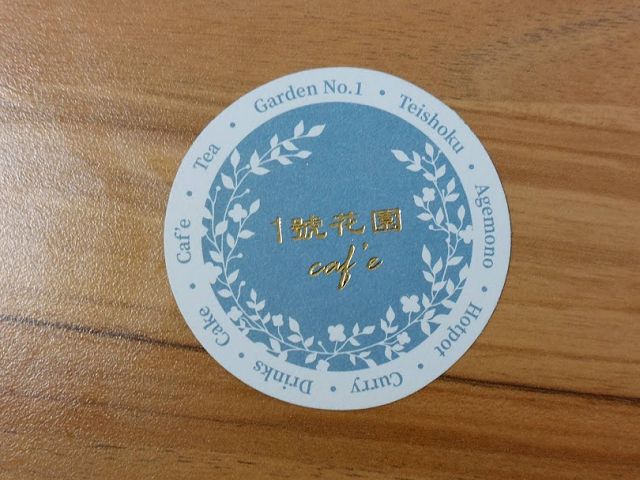 Garden No.1 • Teishoku • Agemono • Hotpot • Curry • Drinks • Cake • Caf'e • Tea •
1號花園
caf'e